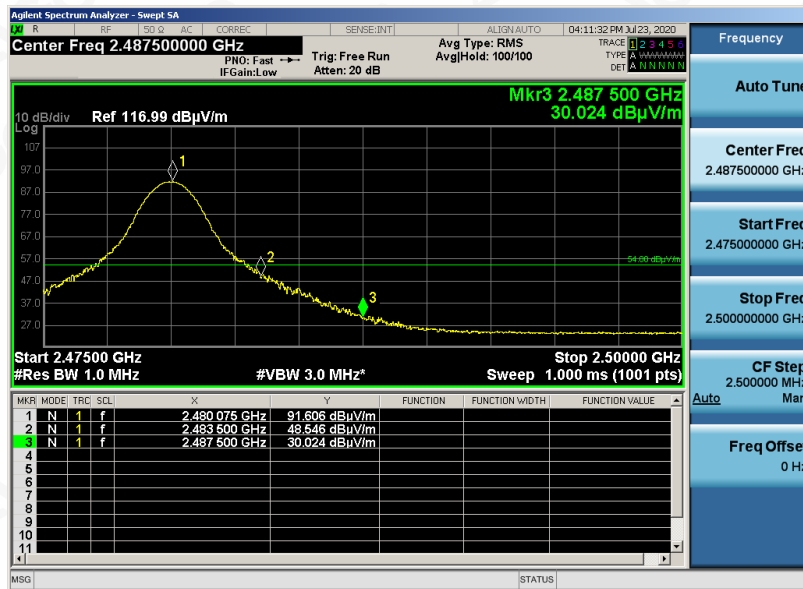 Agilent Spectrum Analyzer - Swept SA
LXI R RF 50 Ω AC CORREC SENSE:INT ALIGN AUTO 04:11:32 PM Jul 23, 2020
Center Freq 2.487500000 GHz
PNO: Fast
IFGain:Low
Trig: Free Run
Atten: 20 dB
Avg Type: RMS
Avg|Hold: 100/100
TRACE 1 2 3 4 5 6
TYPE A
DET A N N N N N
Mkr3 2.487 500 GHz
30.024 dBµV/m
10 dB/div Ref 116.99 dBµV/m
Log
107
97.0
87.0
77.0
67.0
57.0
47.0
37.0
27.0
1
2
3
54.00 dBµV/m
Start 2.47500 GHz Stop 2.50000 GHz
#Res BW 1.0 MHz #VBW 3.0 MHz* Sweep 1.000 ms (1001 pts)
MKR MODE TRC SCL X Y FUNCTION FUNCTION WIDTH FUNCTION VALUE
1 N 1 f 2.480 075 GHz 91.606 dBµV/m
2 N 1 f 2.483 500 GHz 48.546 dBµV/m
3 N 1 f 2.487 500 GHz 30.024 dBµV/m
4
5
6
7
8
9
10
11
MSG STATUS
Frequency
Auto Tune
Center Freq
2.487500000 GHz
Start Freq
2.475000000 GHz
Stop Freq
2.500000000 GHz
CF Step
2.500000 MHz
Auto Man
Freq Offset
0 Hz